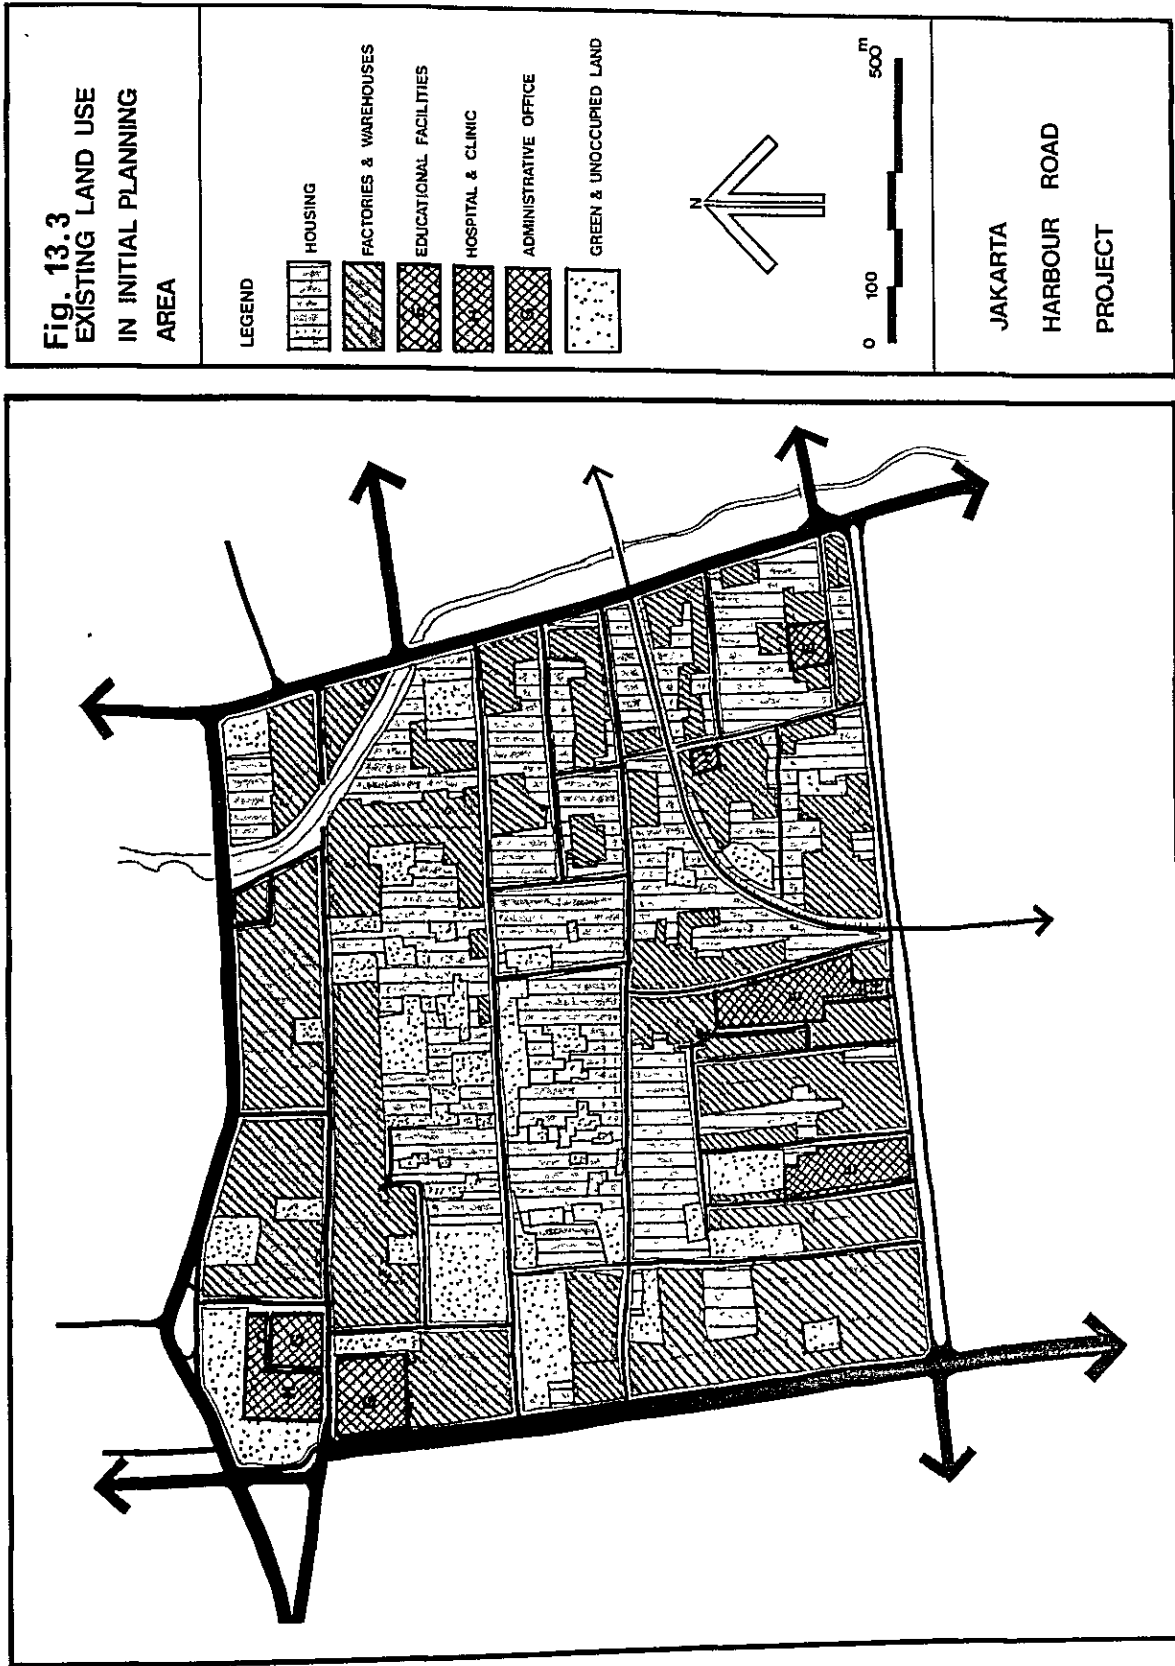 Fig. 13.3
EXISTING LAND USE
IN INITIAL PLANNING
AREA
LEGEND
HOUSING
FACTORIES & WAREHOUSES
E
EDUCATIONAL FACILITIES
H
HOSPITAL & CLINIC
G
ADMINISTRATIVE OFFICE
GREEN & UNOCCUPIED LAND
N
0 100 500 m
JAKARTA
HARBOUR ROAD
PROJECT